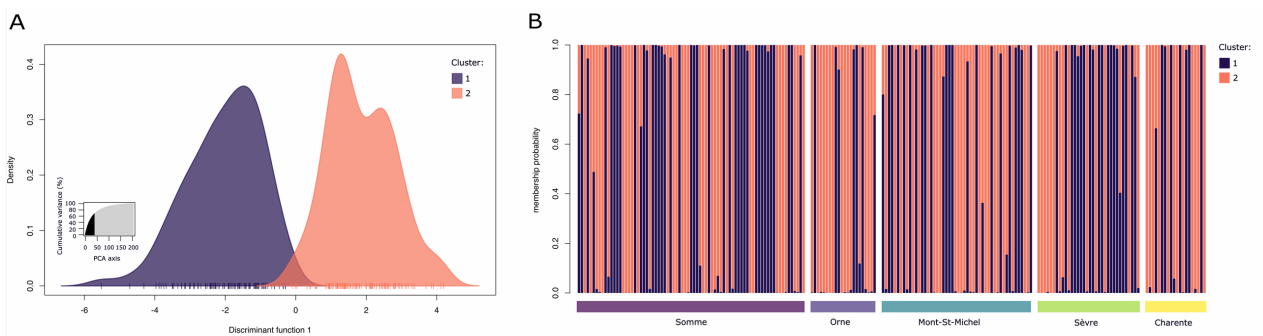 A
Cluster:
1
2
Density
0.0
0.1
0.2
0.3
0.4
Cumulative variance (%)
100
80
60
40
20
0
0 50 100 150 200
PCA axis
-6 -4 -2 0 2 4
Discriminant function 1
B
Cluster:
1
2
membership probability
1.0
0.8
0.6
0.4
0.2
0.0
Somme Orne Mont-St-Michel Sèvre Charente